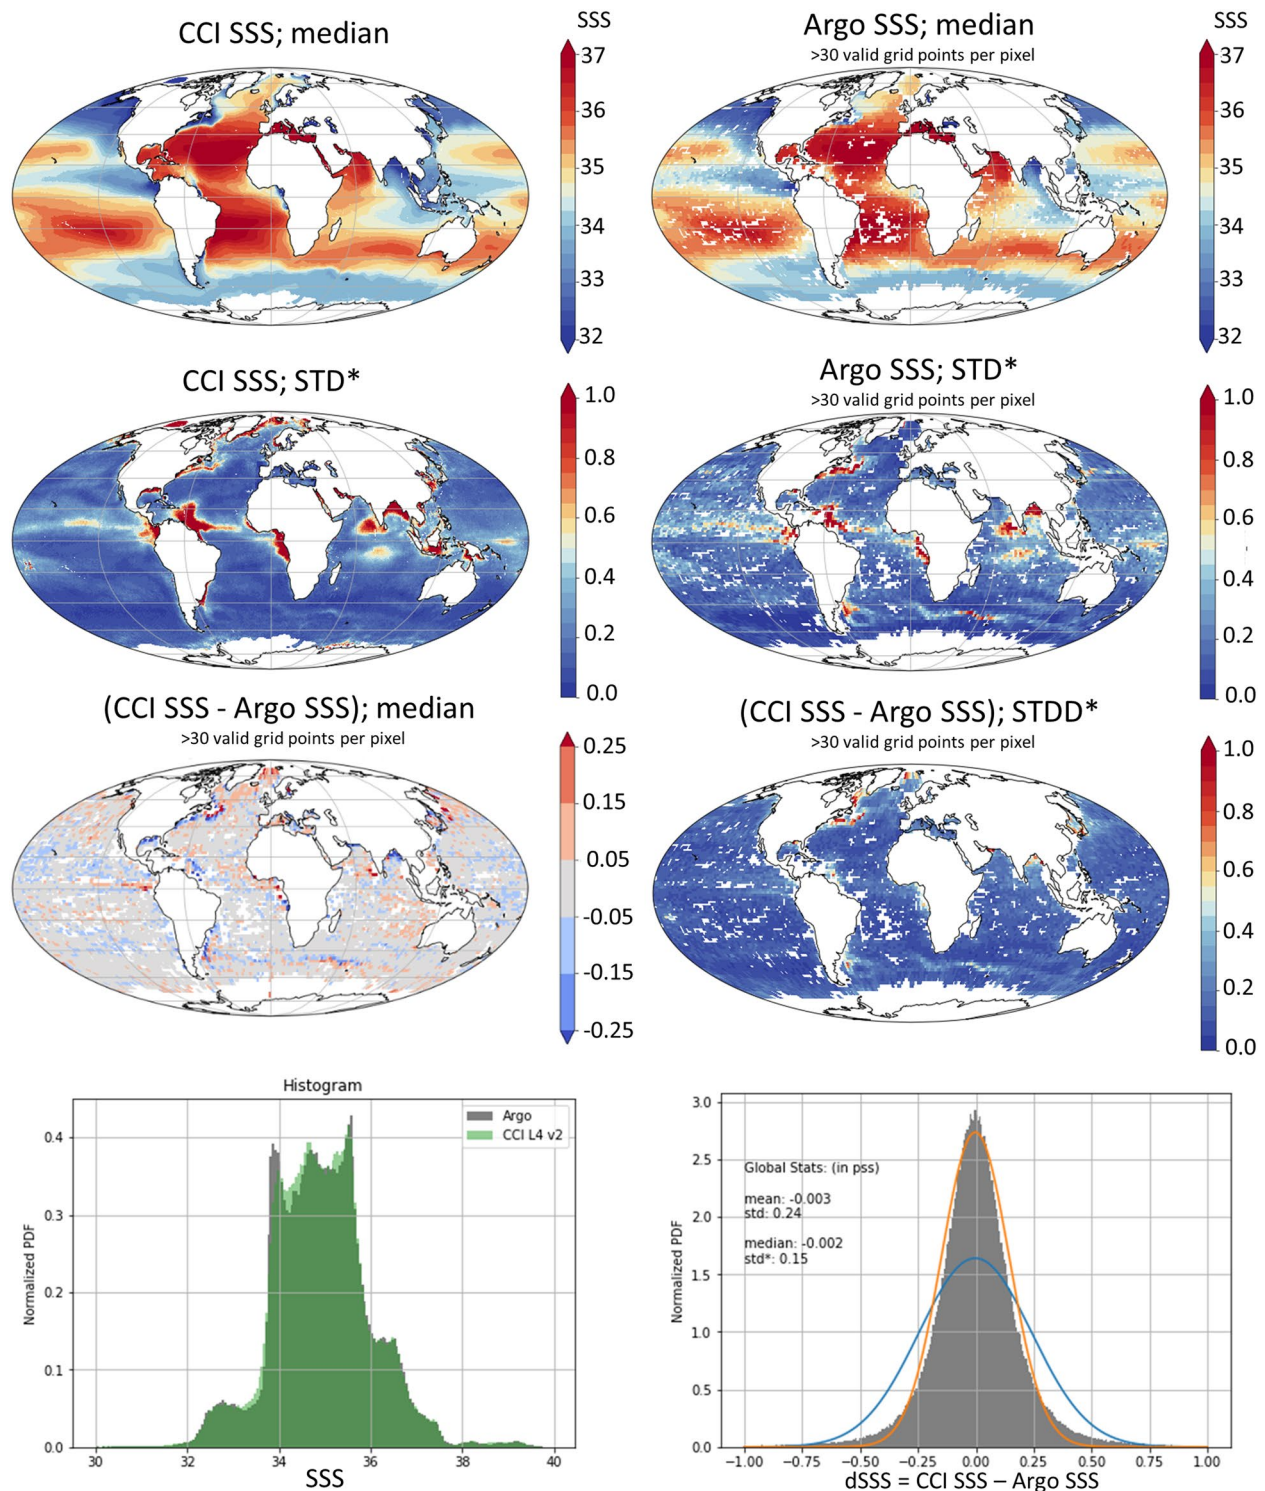 CCI SSS; median
SSS
37
36
35
34
33
32
Argo SSS; median
>30 valid grid points per pixel
SSS
37
36
35
34
33
32
CCI SSS; STD*
1.0
0.8
0.6
0.4
0.2
0.0
Argo SSS; STD*
>30 valid grid points per pixel
1.0
0.8
0.6
0.4
0.2
0.0
(CCI SSS - Argo SSS); median
>30 valid grid points per pixel
0.25
0.15
0.05
-0.05
-0.15
-0.25
(CCI SSS - Argo SSS); STDD*
>30 valid grid points per pixel
1.0
0.8
0.6
0.4
0.2
0.0
Histogram
Argo
CCI L4 v2
Normalized PDF
0.4
0.3
0.2
0.1
0.0
30 32 34 36 38 40
SSS
Normalized PDF
3.0
2.5
2.0
1.5
1.0
0.5
0.0
Global Stats: (in pss)
mean: -0.003
std: 0.24
median: -0.002
std*: 0.15
−1.00 −0.75 −0.50 −0.25 0.00 0.25 0.50 0.75 1.00
dSSS = CCI SSS – Argo SSS